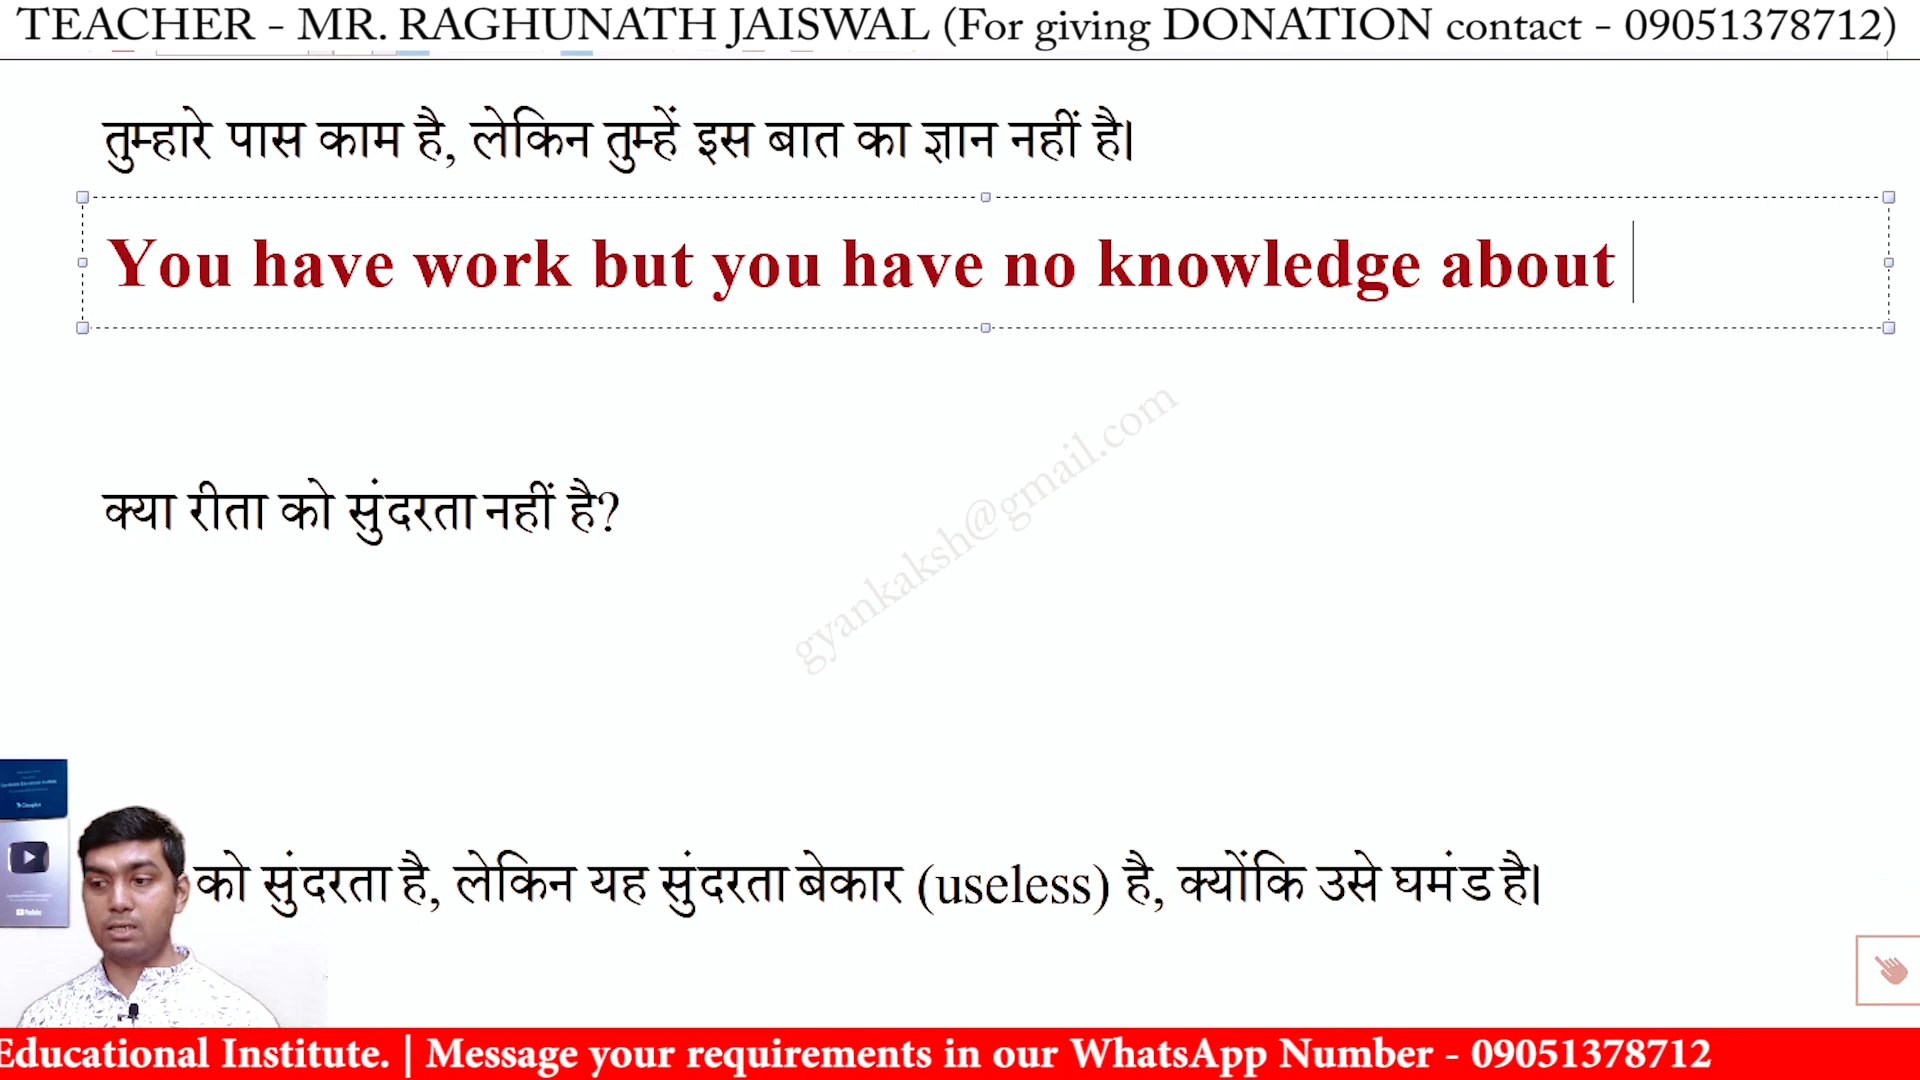 TEACHER - MR. RAGHUNATH JAISWAL (For giving DONATION contact - 09051378712)
तुम्हारे पास काम है, लेकिन तुम्हें इस बात का ज्ञान नहीं है।
You have work but you have no knowledge about
gyankaksh@gmail.com
क्या रीता को सुंदरता नहीं है?
को सुंदरता है, लेकिन यह सुंदरता बेकार (useless) है, क्योंकि उसे घमंड है।
Educational Institute. | Message your requirements in our WhatsApp Number - 09051378712